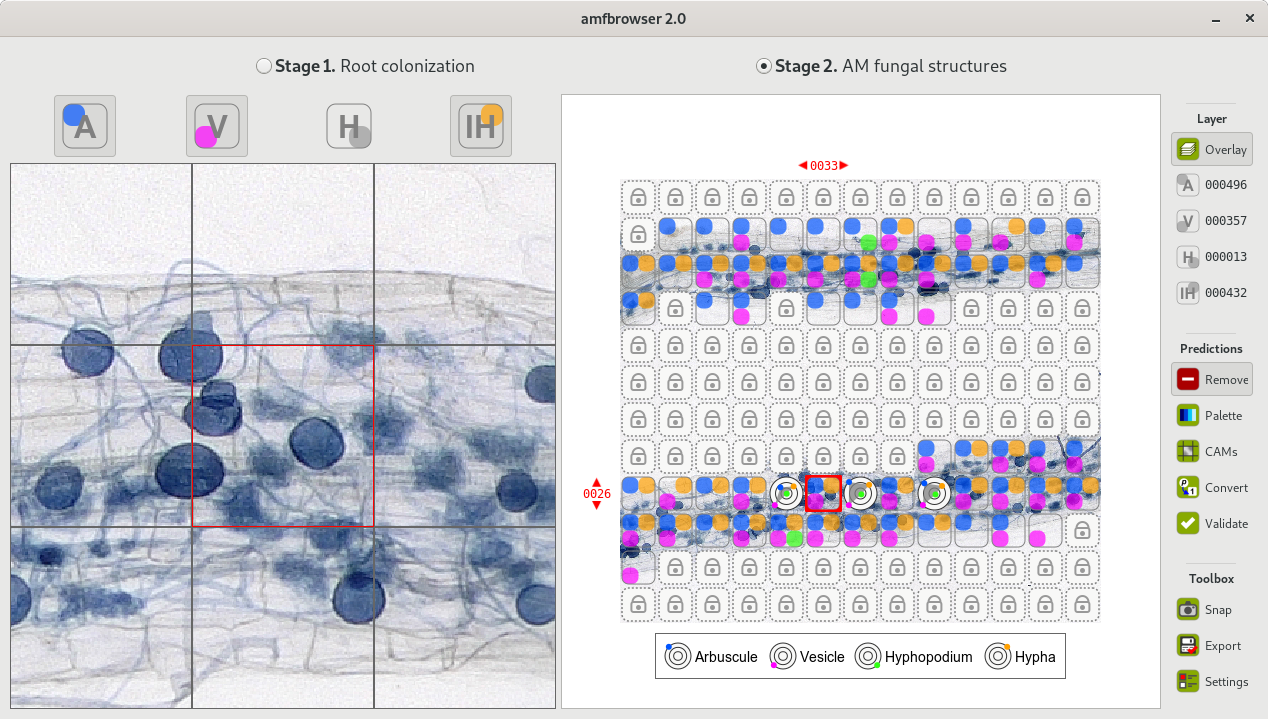 amfbrowser 2.0
Stage 1. Root colonization
Stage 2. AM fungal structures
A
V
H
IH
0033
0026
Arbuscule
Vesicle
Hyphopodium
Hypha
Layer
Overlay
A 000496
V 000357
H 000013
IH 000432
Predictions
Remove
Palette
CAMs
P 1 Convert
Validate
Toolbox
Snap
Export
Settings